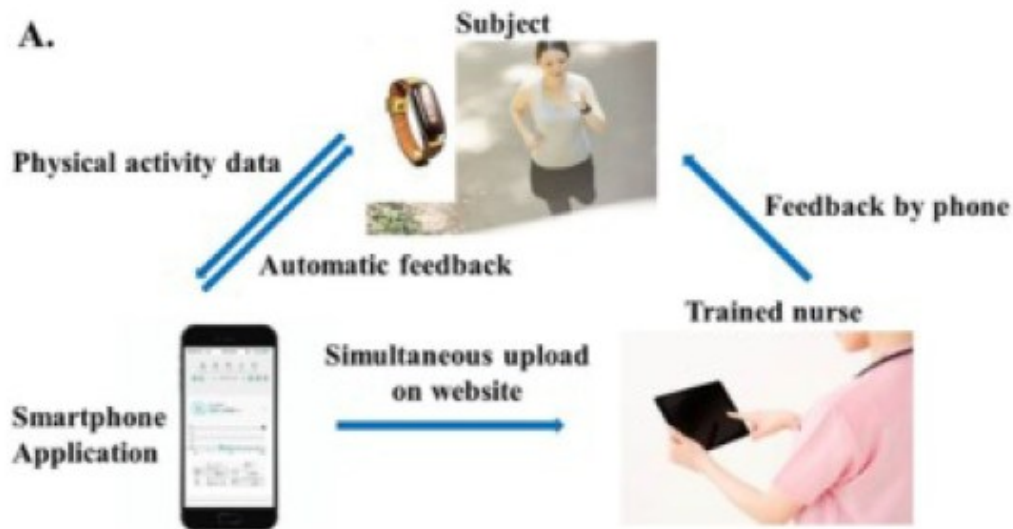 A.
Subject
Physical activity data
Feedback by phone
Automatic feedback
Trained nurse
Simultaneous upload
on website
Smartphone
Application